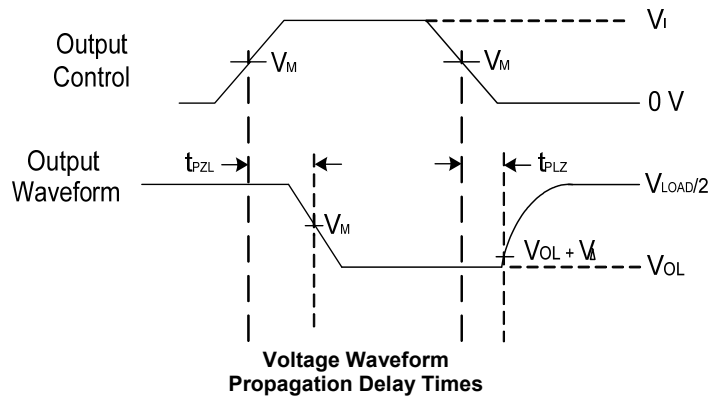 Output
Control
VM
VM
VI
0 V
Output
Waveform
tPZL
tPLZ
VM
VLOAD/2
VOL + VΔ
VOL
Voltage Waveform
Propagation Delay Times